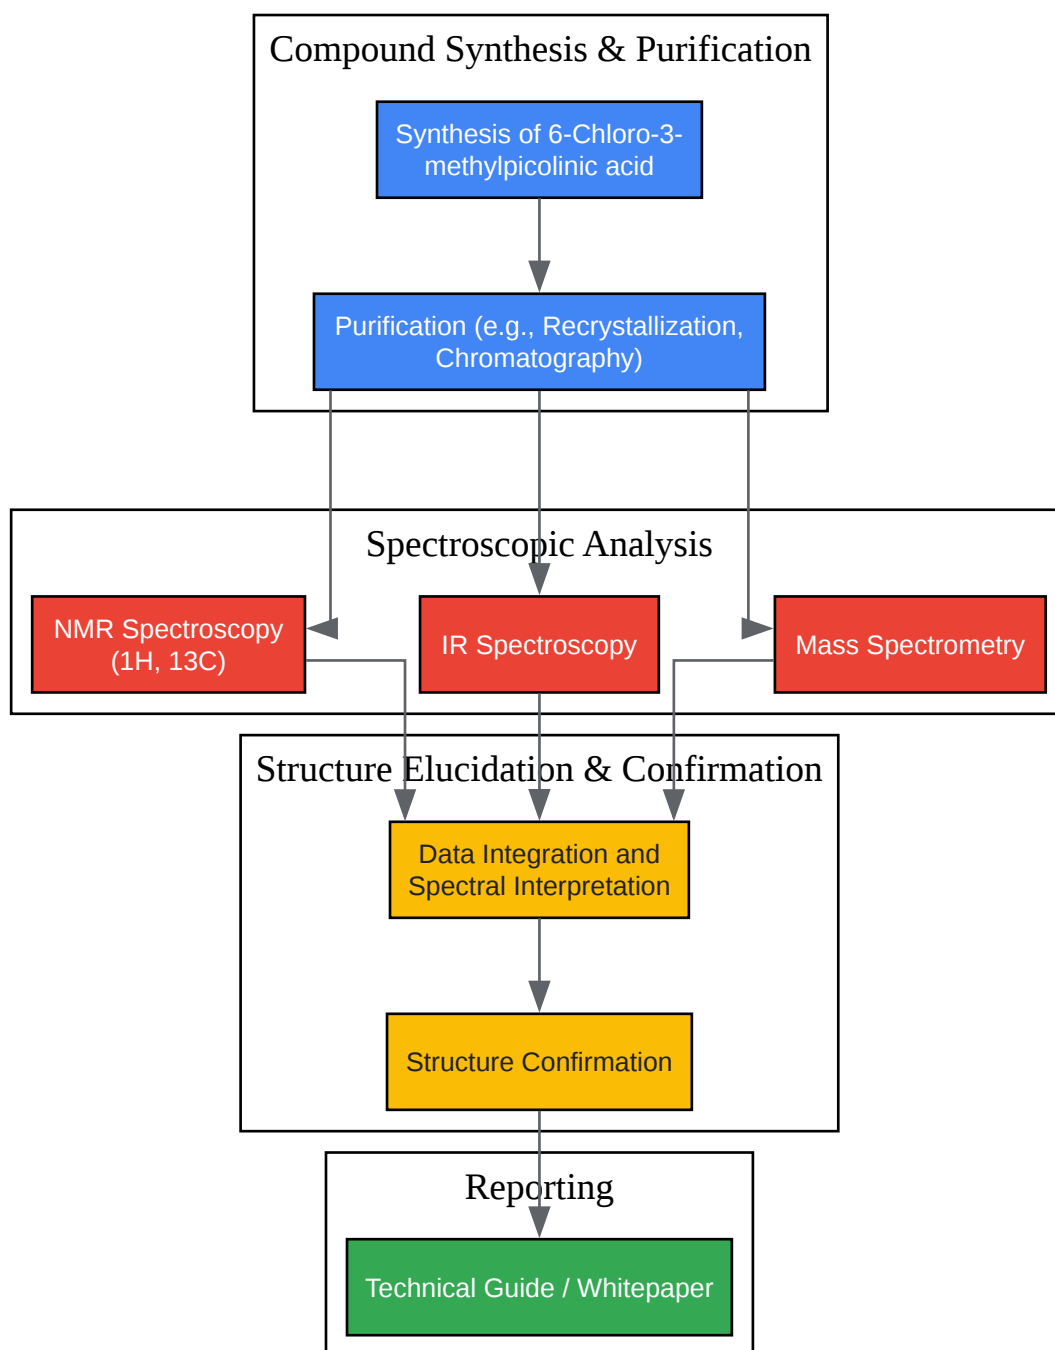 Compound Synthesis & Purification
Synthesis of 6-Chloro-3-
methylpicolinic acid
Purification (e.g., Recrystallization,
Chromatography)
Spectroscopic Analysis
NMR Spectroscopy
(1H, 13C)
IR Spectroscopy
Mass Spectrometry
Structure Elucidation & Confirmation
Data Integration and
Spectral Interpretation
Structure Confirmation
Reporting
Technical Guide / Whitepaper